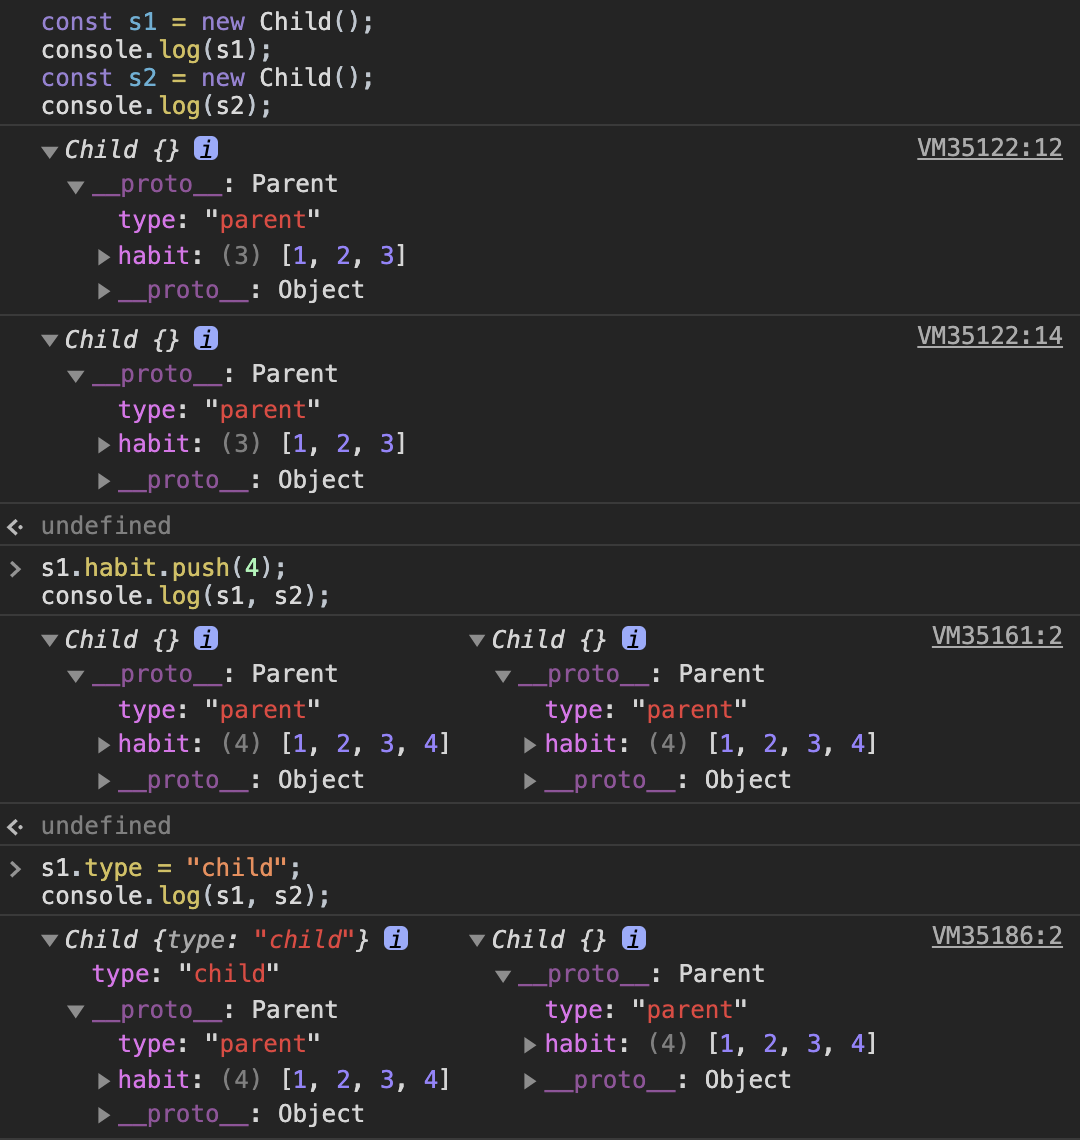 const s1 = new Child();
console.log(s1);
const s2 = new Child();
console.log(s2);
Child {} i VM35122:12
__proto__: Parent
type: "parent"
habit: (3) [1, 2, 3]
__proto__: Object
Child {} i VM35122:14
__proto__: Parent
type: "parent"
habit: (3) [1, 2, 3]
__proto__: Object
undefined
s1.habit.push(4);
console.log(s1, s2);
Child {} i Child {} i VM35161:2
__proto__: Parent __proto__: Parent
type: "parent" type: "parent"
habit: (4) [1, 2, 3, 4] habit: (4) [1, 2, 3, 4]
__proto__: Object __proto__: Object
undefined
s1.type = "child";
console.log(s1, s2);
Child {type: "child"} i Child {} i VM35186:2
type: "child" __proto__: Parent
__proto__: Parent type: "parent"
type: "parent" habit: (4) [1, 2, 3, 4]
habit: (4) [1, 2, 3, 4] __proto__: Object
__proto__: Object